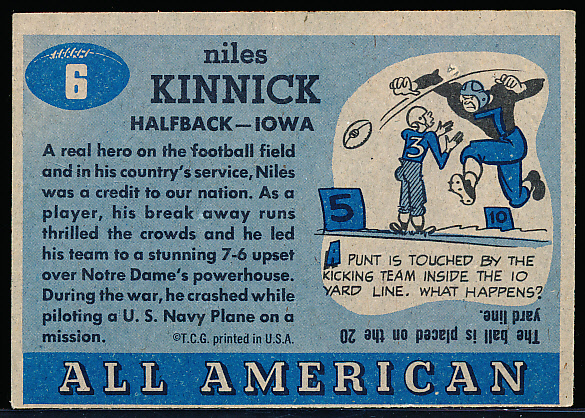 6
niles
KINNICK
HALFBACK—IOWA
A real hero on the football field
and in his country's service, Niles
was a credit to our nation. As a
player, his break away runs
thrilled the crowds and he led
his team to a stunning 7-6 upset
over Notre Dame's powerhouse.
During the war, he crashed while
piloting a U. S. Navy Plane on a
mission.
©T.C.G. printed in U.S.A.
3
5
10
A PUNT IS TOUCHED BY THE
KICKING TEAM INSIDE THE 10
YARD LINE. WHAT HAPPENS?
The ball is placed on the 20
yard line.
ALL AMERICAN